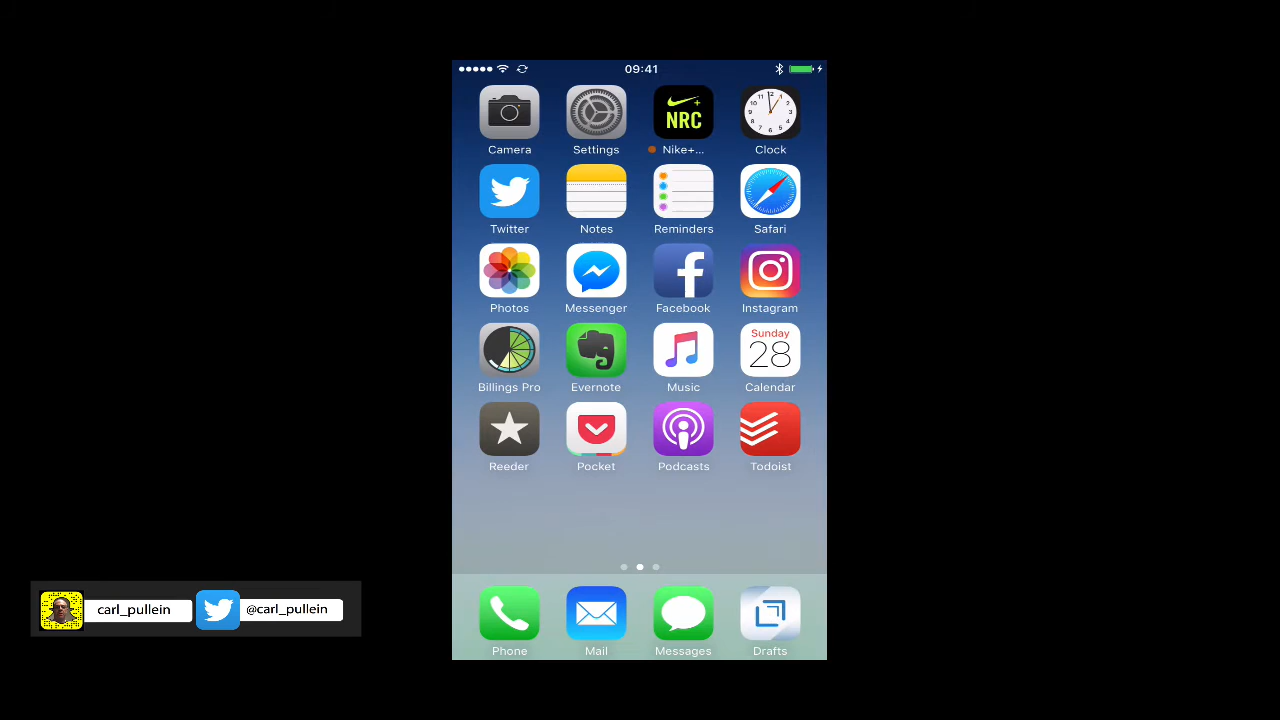 09:41
NRC
Camera
Settings
Nike+...
Clock
Twitter
Notes
Reminders
Safari
Photos
Messenger
Facebook
Instagram
Sunday
28
Billings Pro
Evernote
Music
Calendar
Reeder
Pocket
Podcasts
Todoist
carl_pullein
@carl_pullein
Phone
Mail
Messages
Drafts